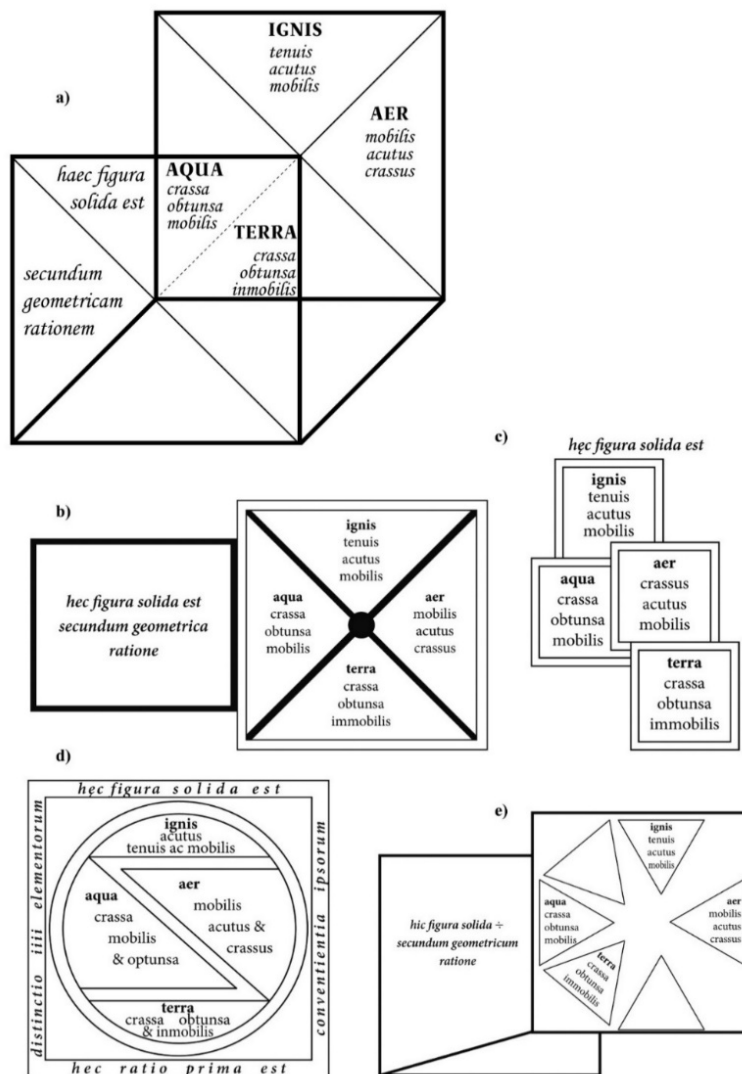 a)
IGNIS
tenuis
acutus
mobilis
AER
mobilis
acutus
crassus
haec figura
solida est
AQUA
crassa
obtunsa
mobilis
TERRA
crassa
obtunsa
inmobilis
secundum
geometricam
rationem
b)
hec figura solida est
secundum geometrica
ratione
ignis
tenuis
acutus
mobilis
aqua
crassa
obtunsa
mobilis
aer
mobilis
acutus
crassus
terra
crassa
obtunsa
immobilis
c)
hęc figura solida est
ignis
tenuis
acutus
mobilis
aqua
crassa
obtunsa
mobilis
aer
crassus
acutus
mobilis
terra
crassa
obtunsa
immobilis
d)
hęc figura solida est
distinctio iiii elementorum
ignis
acutus
tenuis ac mobilis
aqua
crassa
mobilis
& optunsa
aer
mobilis
acutus &
crassus
terra
crassa obtunsa
& inmobilis
conventientia ipsorum
hec ratio prima est
e)
hic figura solida ÷
secundum geometricum
ratione
ignis
tenuis
acutus
mobilis
aqua
crassa
obtunsa
mobilis
aer
mobilis
acutus
crassus
terra
crassa
obtunsa
immobilis